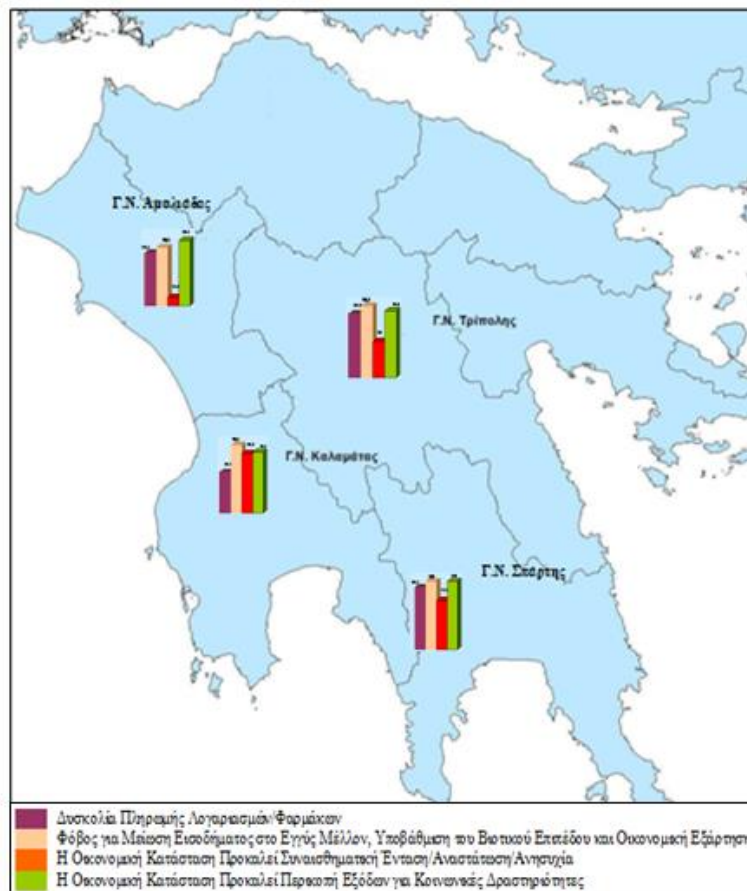 Γ.Ν. Αμαλιάδας
Γ.Ν. Τρίπολης
Γ.Ν. Καλαμάτας
Γ.Ν. Σπάρτης
Δυσκολία Πληρωμής Λογαριασμών/Φαρμάκων
Φόβος για Μείωση Εισοδήματος στο Εγγύς Μέλλον, Υποβάθμιση του Βιοτικού Επιπέδου και Οικονομική Εξάρτηση
Η Οικονομική Κατάσταση Προκαλεί Συναισθηματική Ένταση/Αναστάτωση/Ανησυχία
Η Οικονομική Κατάσταση Προκαλεί Περικοπή Εξόδων για Κοινωνικές Δραστηριότητες